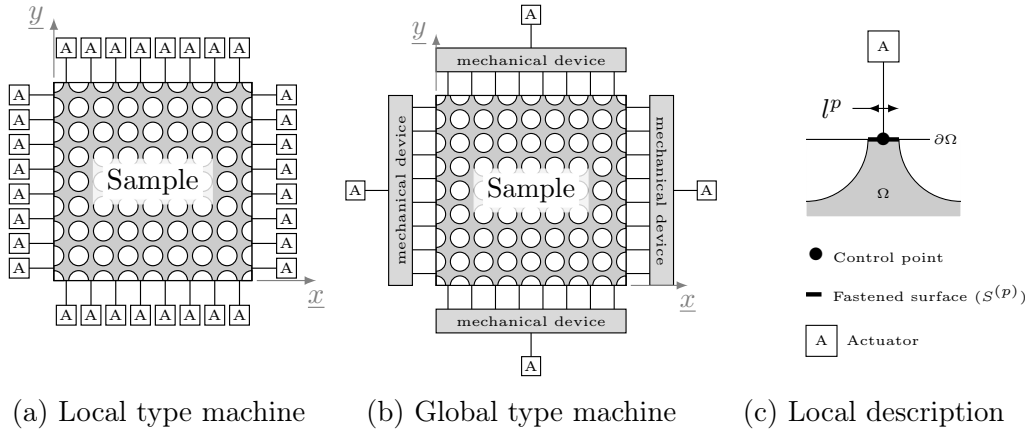 y
A A A A A A A A
A A
A A
A A
A A
Sample
A A
A A
A A
A A
x
A A A A A A A A
(a) Local type machine
A
y
mechanical device
mechanical device
mechanical device
A Sample A
x
mechanical device
A
(b) Global type machine
A
l^p
∂Ω
Ω
Control point
Fastened surface (S^(p))
A Actuator
(c) Local description